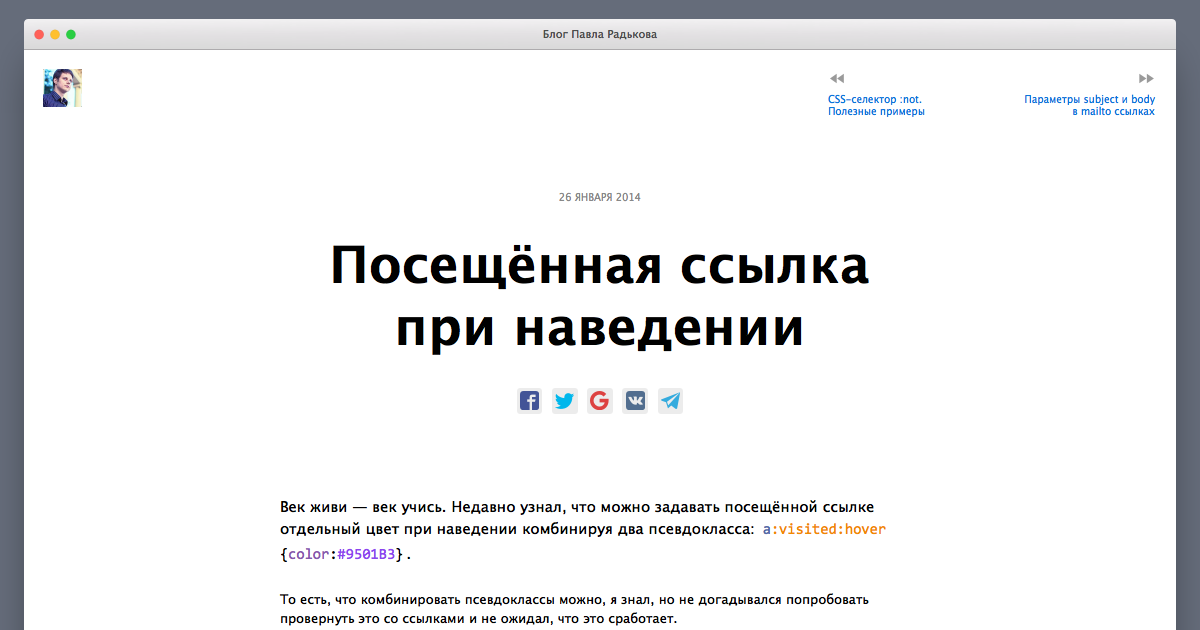 Блог Павла Радькова
CSS-селектор :not.
Полезные примеры
Параметры subject и body
в mailto ссылках
26 ЯНВАРЯ 2014
Посещённая ссылка
при наведении
Век живи — век учись. Недавно узнал, что можно задавать посещённой ссылке
отдельный цвет при наведении комбинируя два псевдокласса: a:visited:hover
{color:#9501B3}.
То есть, что комбинировать псевдоклассы можно, я знал, но не догадывался попробовать
провернуть это со ссылками и не ожидал, что это сработает.